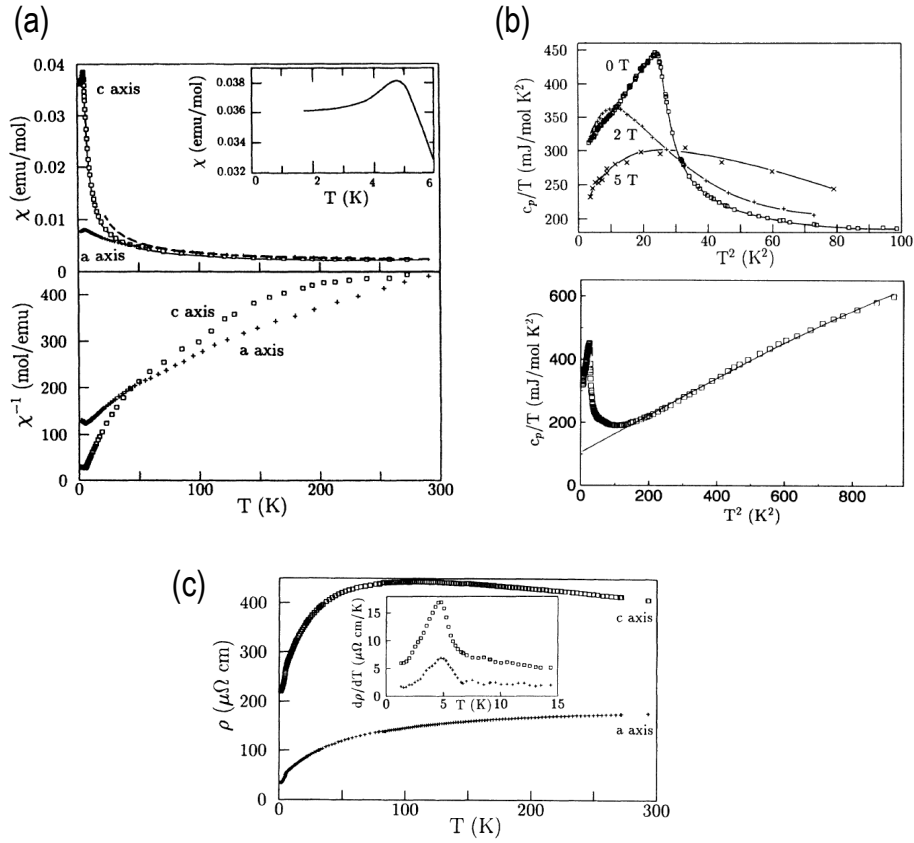 (a)
0.04
0.03
0.02
0.01
0
χ (emu/mol)
c axis
a axis
0.038
0.036
0.034
0.032
χ (emu/mol)
0 2 4 6
T (K)
400
300
200
100
0
χ⁻¹ (mol/emu)
c axis
a axis
0 100 200 300
T (K)
(b)
450
400
350
300
250
200
cₚ/T (mJ/mol K²)
0 T
2 T
5 T
0 20 40 60 80 100
T² (K²)
600
400
200
0
cₚ/T (mJ/mol K²)
0 200 400 600 800
T² (K²)
(c)
400
300
200
100
0
ρ (μΩ cm)
c axis
a axis
15
10
5
0
dρ/dT (μΩ cm/K)
0 5 10 15
T (K)
0 100 200 300
T (K)